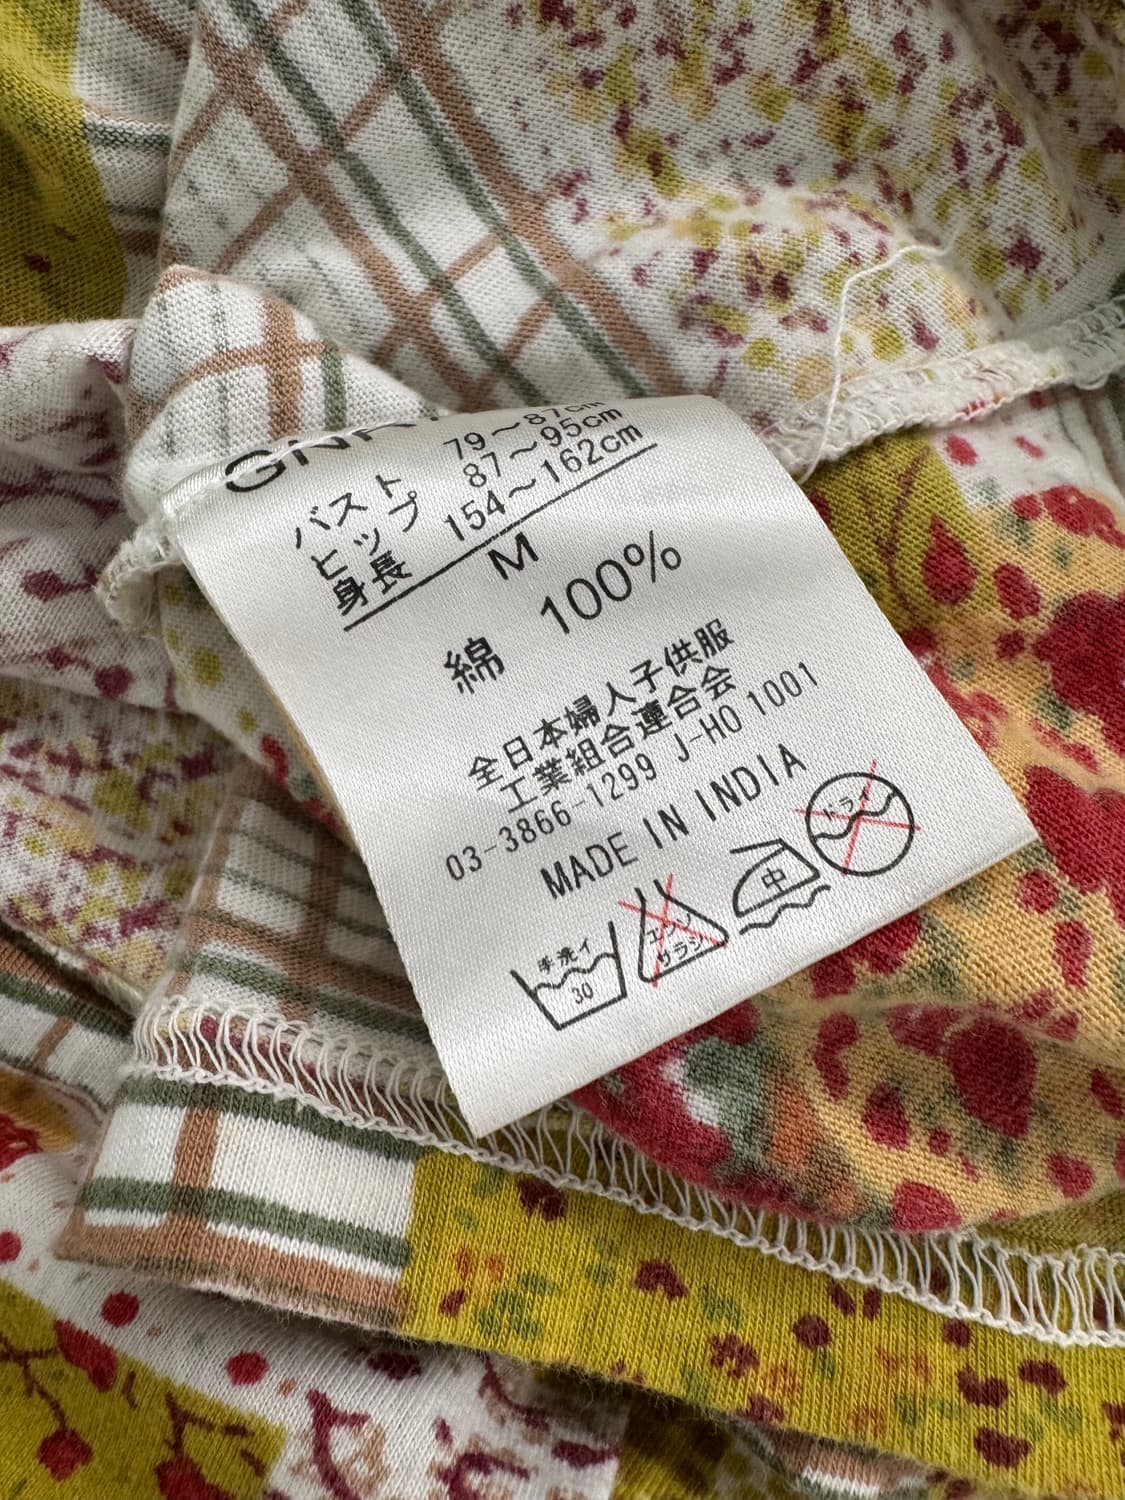 バスト 79～87cm
ヒップ 87～95cm
身長 154～162cm
M
綿 100%
全日本婦人子供服
工業組合連合会
03-3866-1299 J-HO 1001
MADE IN INDIA
手洗イ
30
エンソ
サラシ
中
ドライ